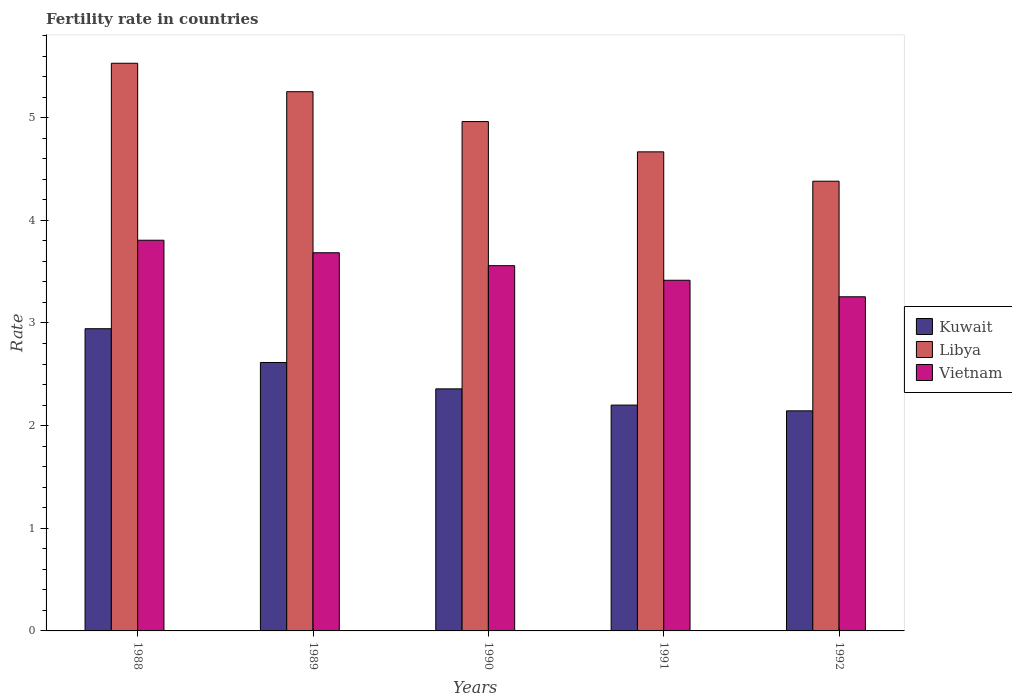 Fertility rate in countries
Rate
5
4
3
2
1
0
1988
1989
1990
1991
1992
Years
Kuwait
Libya
Vietnam